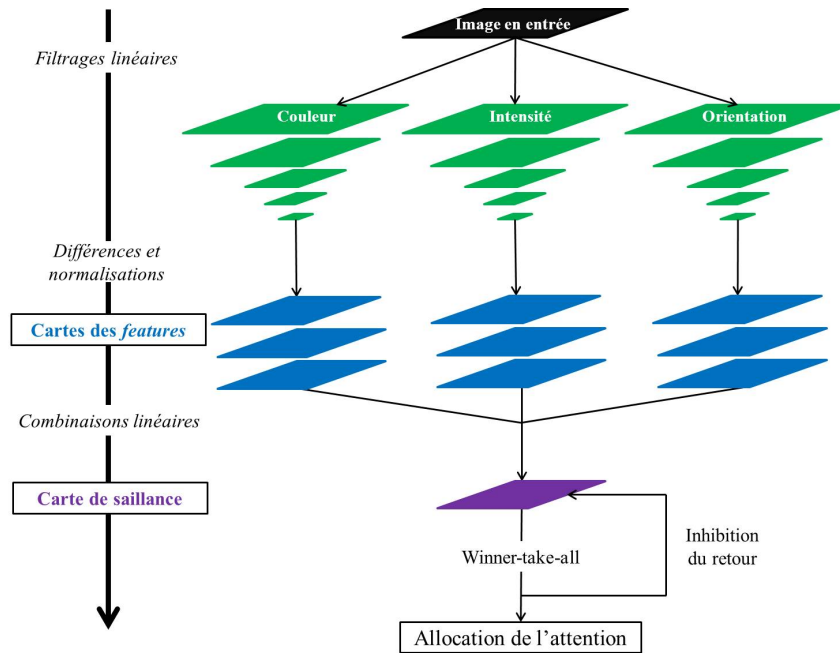 Image en entrée
Filtrages linéaires
Couleur
Intensité
Orientation
Différences et
normalisations
Cartes des features
Combinaisons linéaires
Carte de saillance
Winner-take-all
Inhibition
du retour
Allocation de l'attention